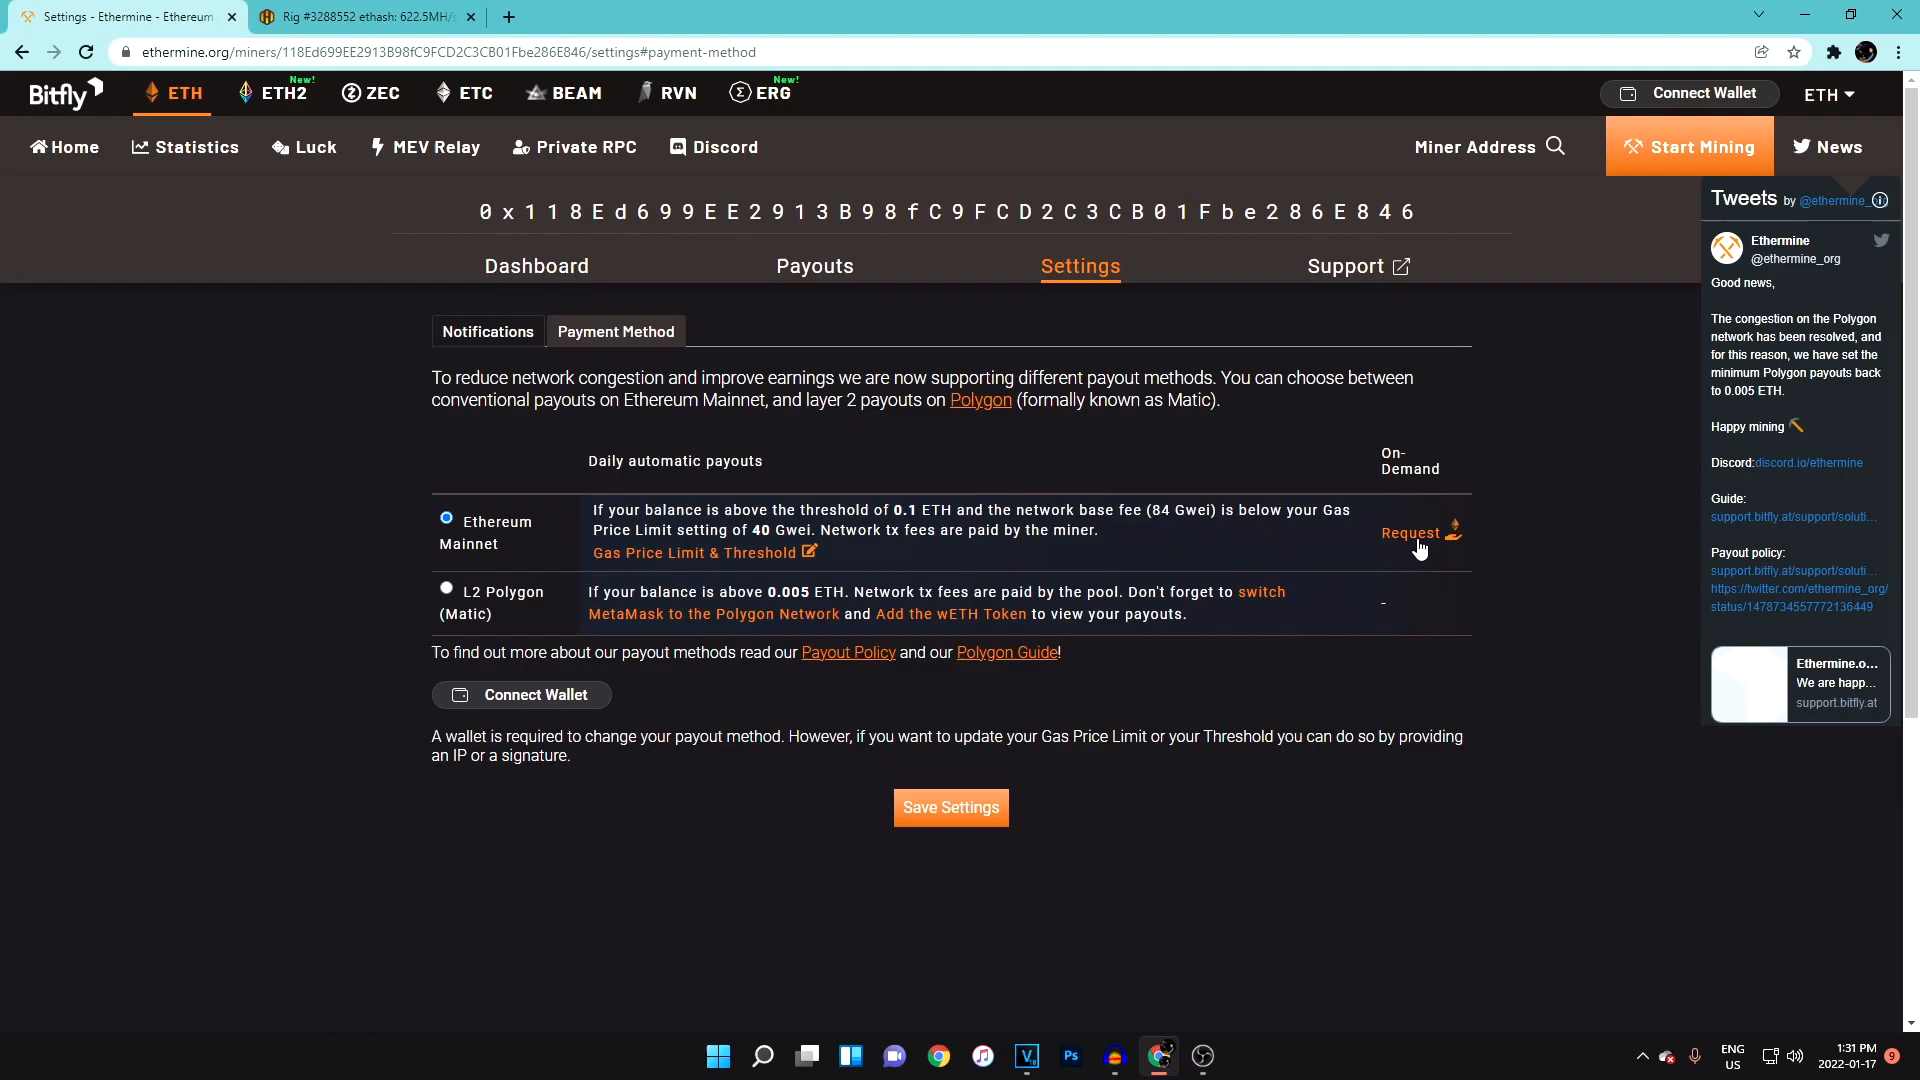 Settings - Ethermine - Ethereum
Rig #3288552 ethash: 622.5MH/s
ethermine.org/miners/118Ed699EE2913B98fC9FCD2C3CB01Fbe286E846/settings#payment-method
Bitfly
ETH
ETH2 New!
ZEC
ETC
BEAM
RVN
ERG New!
Connect Wallet
ETH
Home
Statistics
Luck
MEV Relay
Private RPC
Discord
Miner Address
Start Mining
News
0x118Ed699EE2913B98fC9FCD2C3CB01Fbe286E846
Dashboard
Payouts
Settings
Support
Notifications
Payment Method
To reduce network congestion and improve earnings we are now supporting different payout methods. You can choose between
conventional payouts on Ethereum Mainnet, and layer 2 payouts on Polygon (formally known as Matic).
Daily automatic payouts
On-
Demand
Ethereum
Mainnet
If your balance is above the threshold of 0.1 ETH and the network base fee (84 Gwei) is below your Gas
Price Limit setting of 40 Gwei. Network tx fees are paid by the miner.
Gas Price Limit & Threshold
Request
L2 Polygon
(Matic)
If your balance is above 0.005 ETH. Network tx fees are paid by the pool. Don't forget to switch
MetaMask to the Polygon Network and Add the wETH Token to view your payouts.
-
To find out more about our payout methods read our Payout Policy and our Polygon Guide!
Connect Wallet
A wallet is required to change your payout method. However, if you want to update your Gas Price Limit or your Threshold you can do so by providing
an IP or a signature.
Save Settings
Tweets by @ethermine_
Ethermine
@ethermine_org
Good news,
The congestion on the Polygon
network has been resolved, and
for this reason, we have set the
minimum Polygon payouts back
to 0.005 ETH.
Happy mining
Discord:discord.io/ethermine
Guide:
support.bitfly.at/support/soluti...
Payout policy:
support.bitfly.at/support/soluti...
https://twitter.com/ethermine_org/
status/1478734557772136449
Ethermine.o...
We are happ...
support.bitfly.at
V
18
Ps
ENG
US
1:31 PM
2022-01-17
9